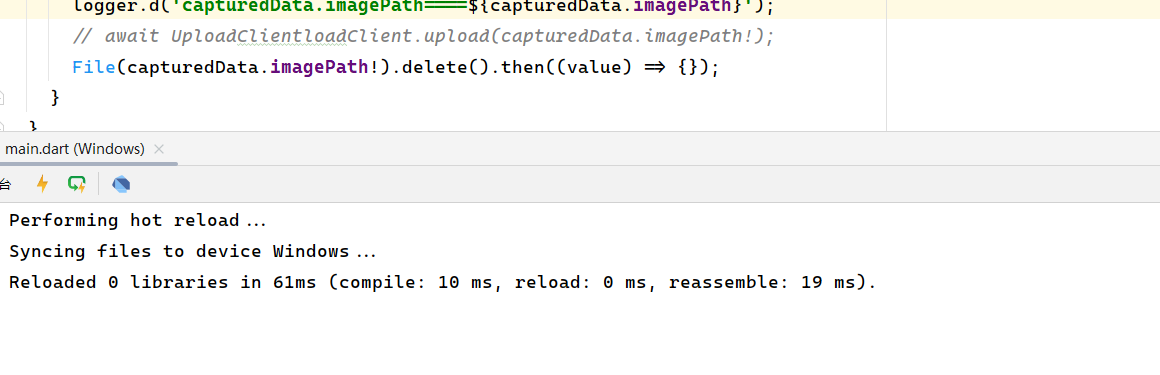 logger.d('capturedData.imagePath====${capturedData.imagePath}');
// await UploadClientloadClient.upload(capturedData.imagePath!);
File(capturedData.imagePath!).delete().then((value) => {});
}
}
main.dart (Windows)
台
Performing hot reload...
Syncing files to device Windows...
Reloaded 0 libraries in 61ms (compile: 10 ms, reload: 0 ms, reassemble: 19 ms).